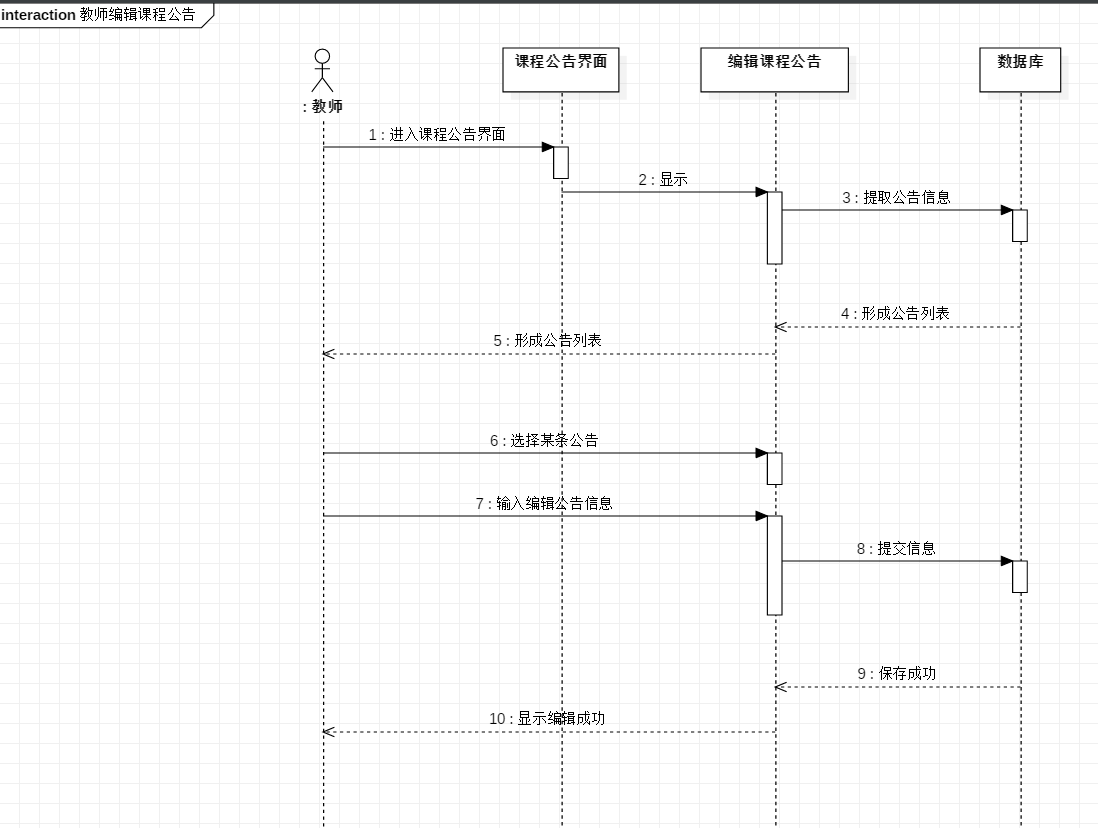 interaction 教师编辑课程公告
课程公告界面
编辑课程公告
数据库
: 教师
1 : 进入课程公告界面
2 : 显示
3 : 提取公告信息
4 : 形成公告列表
5 : 形成公告列表
6 : 选择某条公告
7 : 输入编辑公告信息
8 : 提交信息
9 : 保存成功
10 : 显示编辑成功